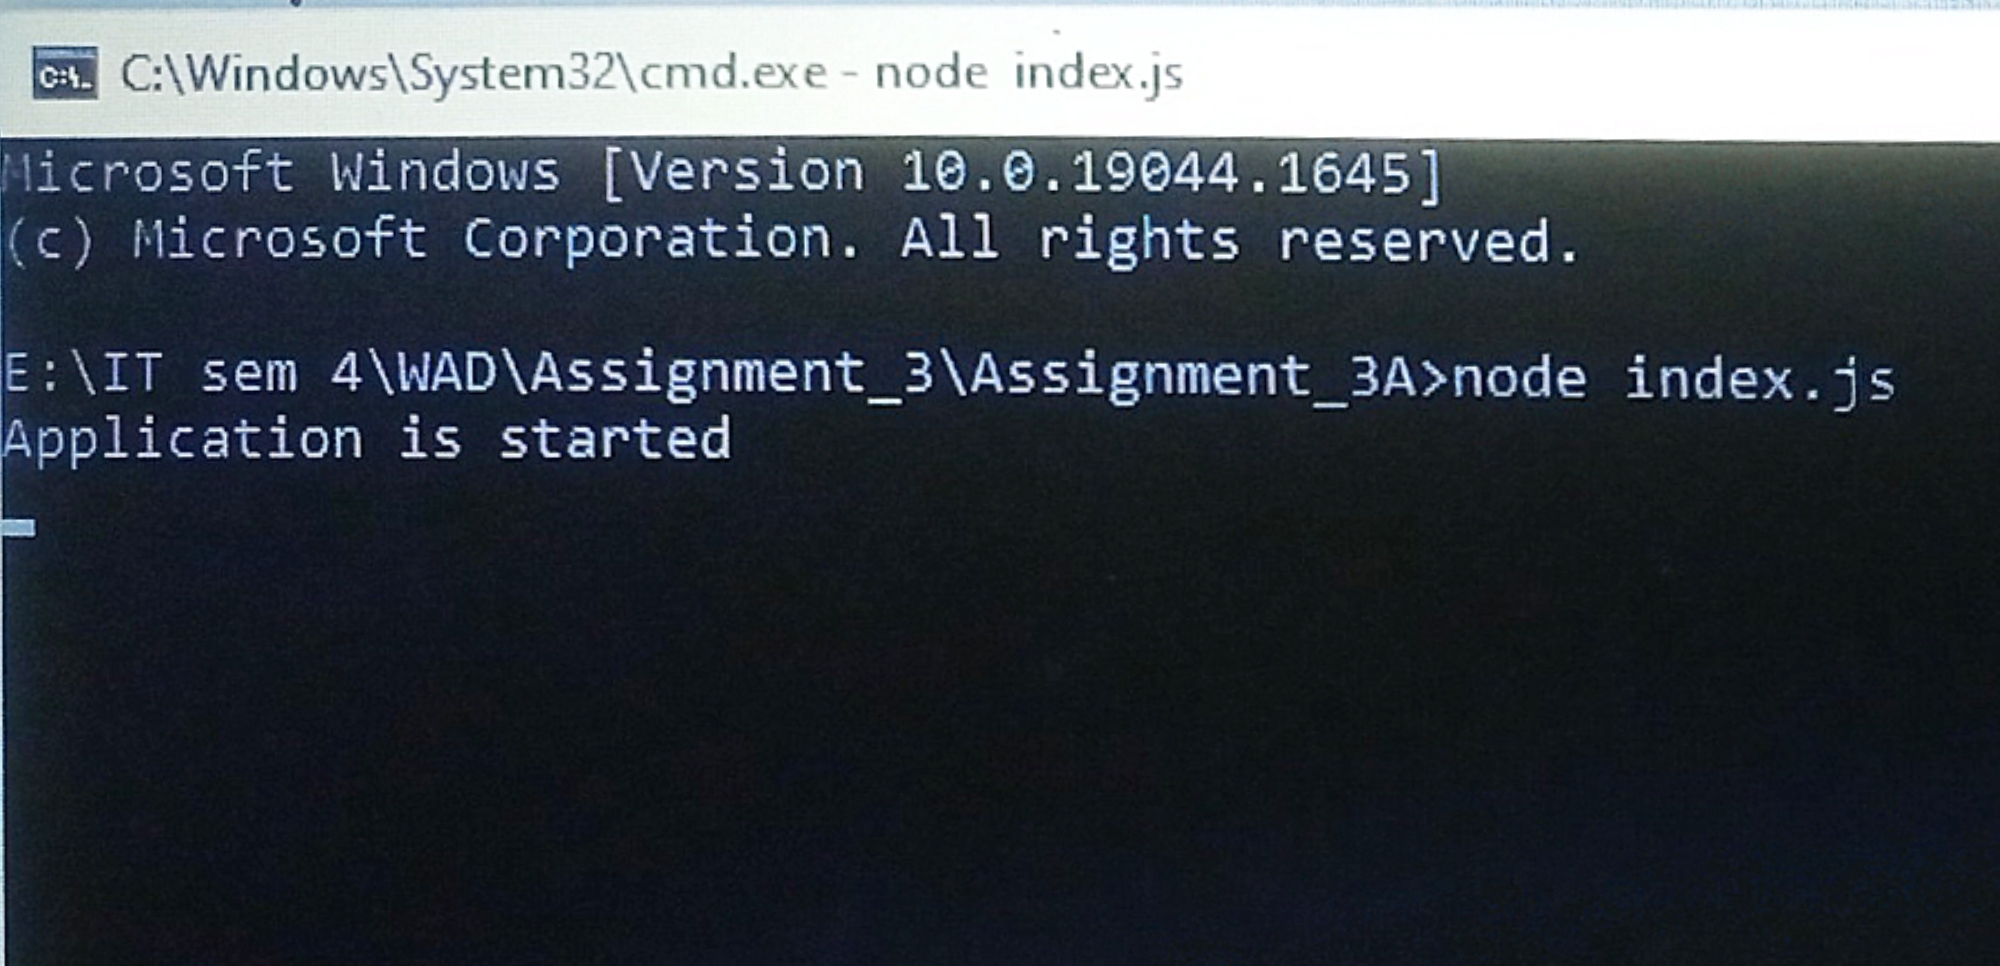 C:\Windows\System32\cmd.exe - node  index.js
Microsoft Windows [Version 10.0.19044.1645]
(c) Microsoft Corporation. All rights reserved.
E:\IT sem 4\WAD\Assignment_3\Assignment_3A>node index.js
Application is started